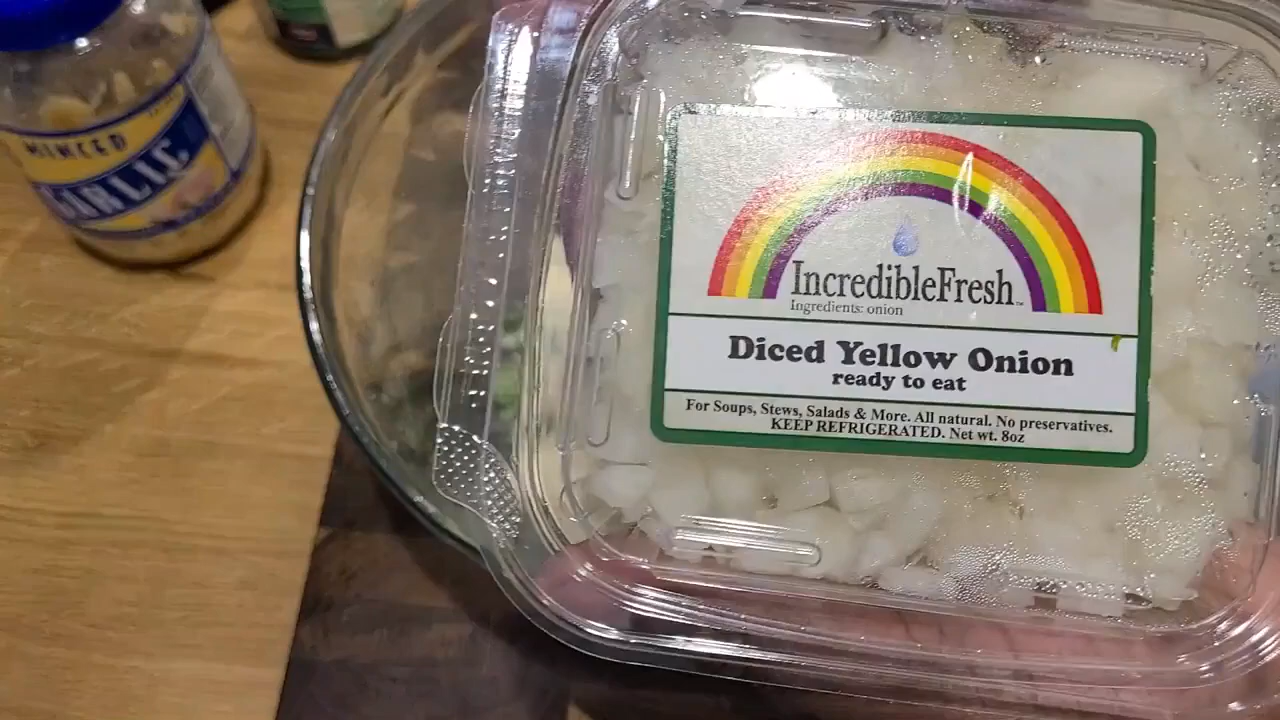 MINCED
GARLIC
IncredibleFresh™
Ingredients: onion
Diced Yellow Onion
ready to eat
For Soups, Stews, Salads & More. All natural. No preservatives.
KEEP REFRIGERATED. Net wt. 8oz